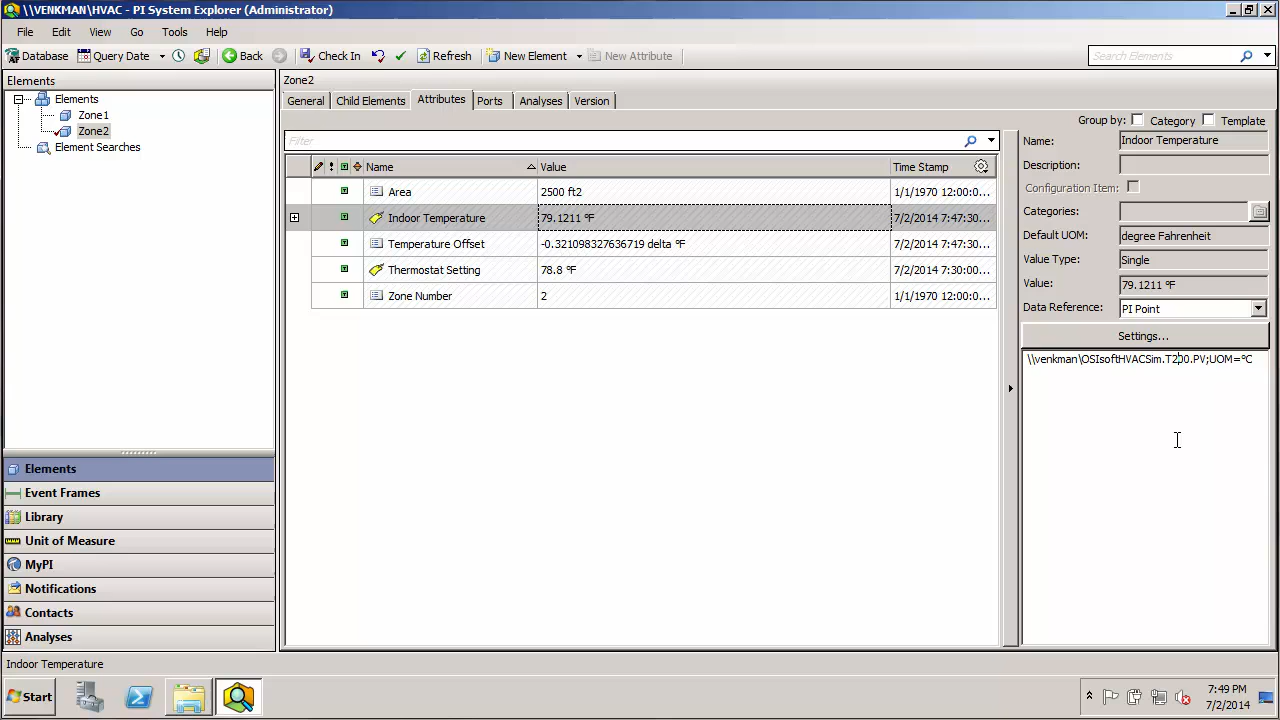 \\VENKMAN\HVAC - PI System Explorer (Administrator)
File Edit View Go Tools Help
Database Query Date Back Check In Refresh New Element New Attribute Search Elements
Elements
Elements
Zone1
Zone2
Element Searches
Zone2
General Child Elements Attributes Ports Analyses Version
Group by: Category Template
Filter
Name Value Time Stamp
Area 2500 ft2 1/1/1970 12:00:0...
Indoor Temperature 79.1211 °F 7/2/2014 7:47:30...
Temperature Offset -0.321098327636719 delta °F 7/2/2014 7:47:30...
Thermostat Setting 78.8 °F 7/2/2014 7:30:00...
Zone Number 2 1/1/1970 12:00:0...
Name: Indoor Temperature
Description:
Configuration Item:
Categories:
Default UOM: degree Fahrenheit
Value Type: Single
Value: 79.1211 °F
Data Reference: PI Point
Settings...
\\venkman\OSIsoftHVACSim.T200.PV;UOM=°C
Elements
Event Frames
Library
Unit of Measure
MyPI
Notifications
Contacts
Analyses
Indoor Temperature
Start
7:49 PM
7/2/2014